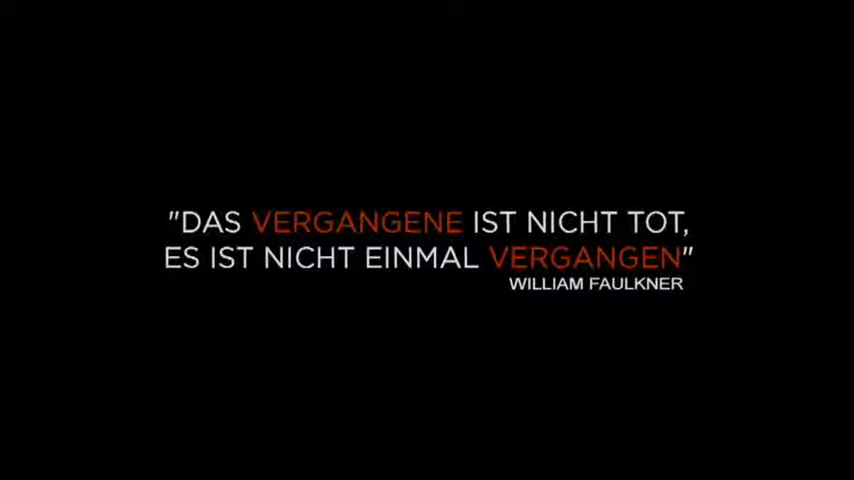 "DAS VERGANGENE IST NICHT TOT,
ES IST NICHT EINMAL VERGANGEN"
WILLIAM FAULKNER